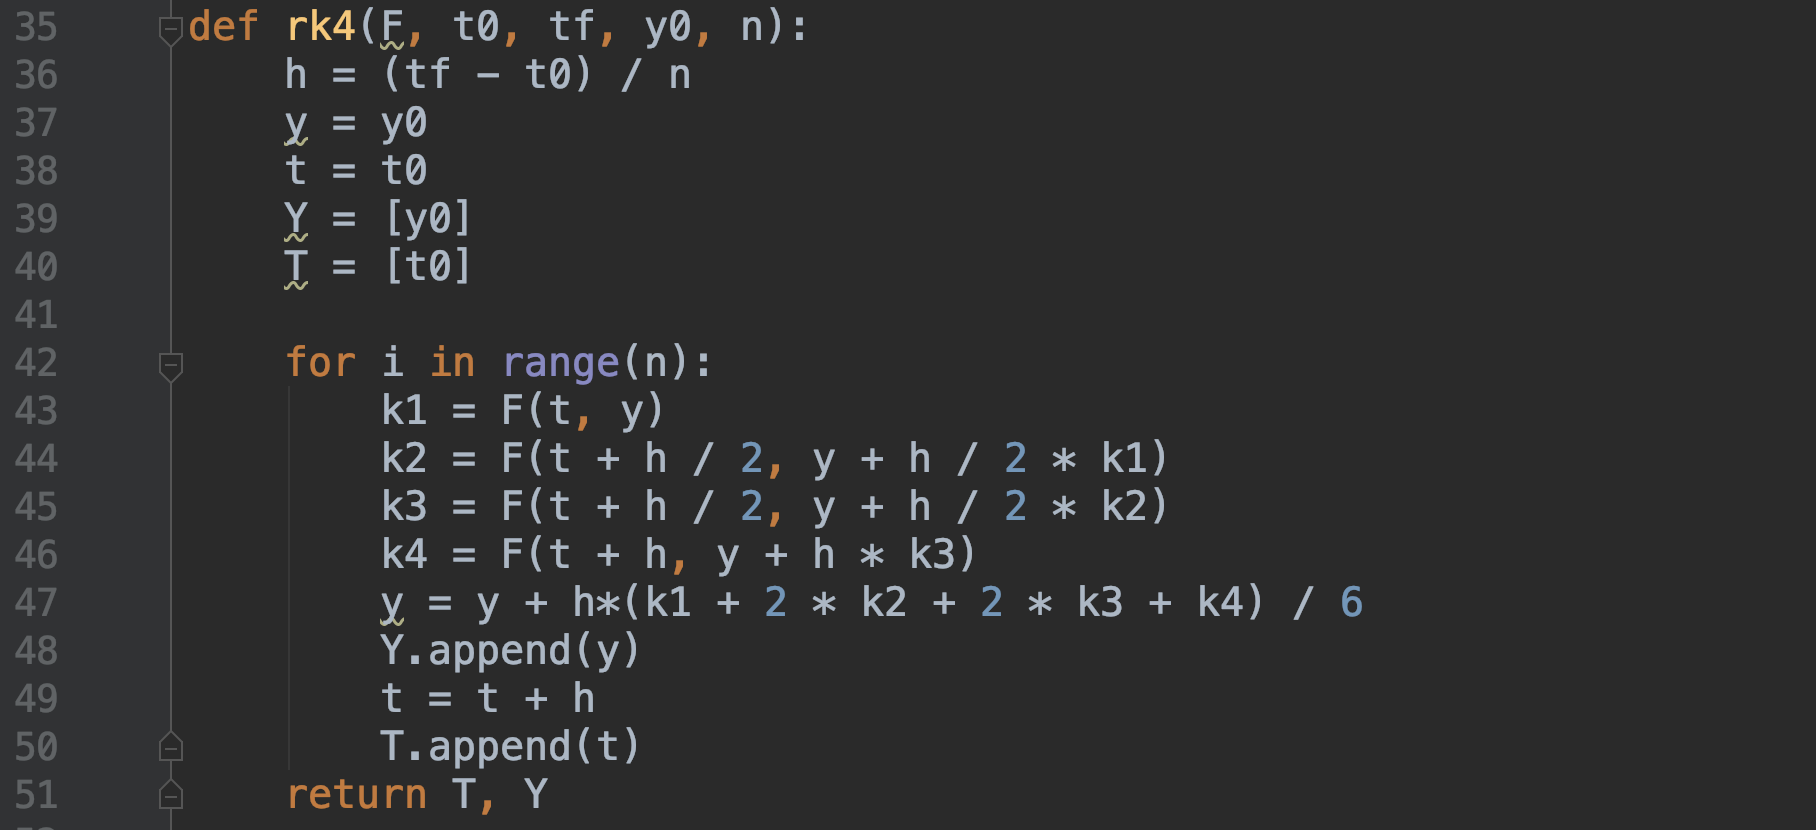 35 def rk4(F, t0, tf, y0, n):
36     h = (tf - t0) / n
37     y = y0
38     t = t0
39     Y = [y0]
40     T = [t0]
41
42     for i in range(n):
43         k1 = F(t, y)
44         k2 = F(t + h / 2, y + h / 2 * k1)
45         k3 = F(t + h / 2, y + h / 2 * k2)
46         k4 = F(t + h, y + h * k3)
47         y = y + h*(k1 + 2 * k2 + 2 * k3 + k4) / 6
48         Y.append(y)
49         t = t + h
50         T.append(t)
51     return T, Y